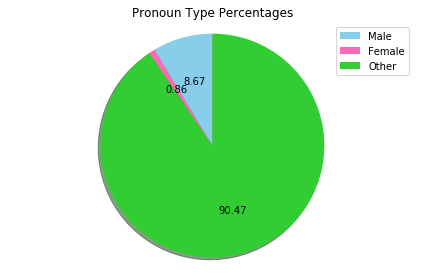 Pronoun Type Percentages
Male
Female
Other
8.67
0.86
90.47